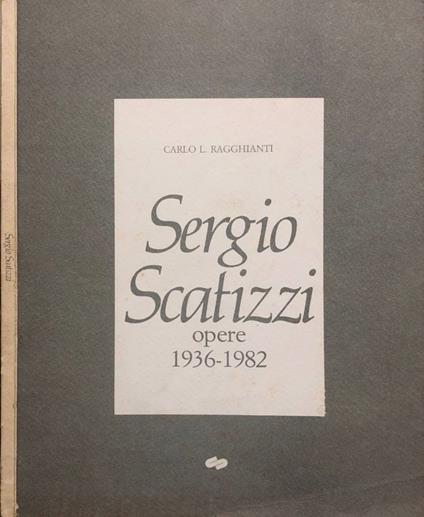 CARLO L. RAGGHIANTI
Sergio
Scatizzi
opere
1936-1982
Sergio Scatizzi